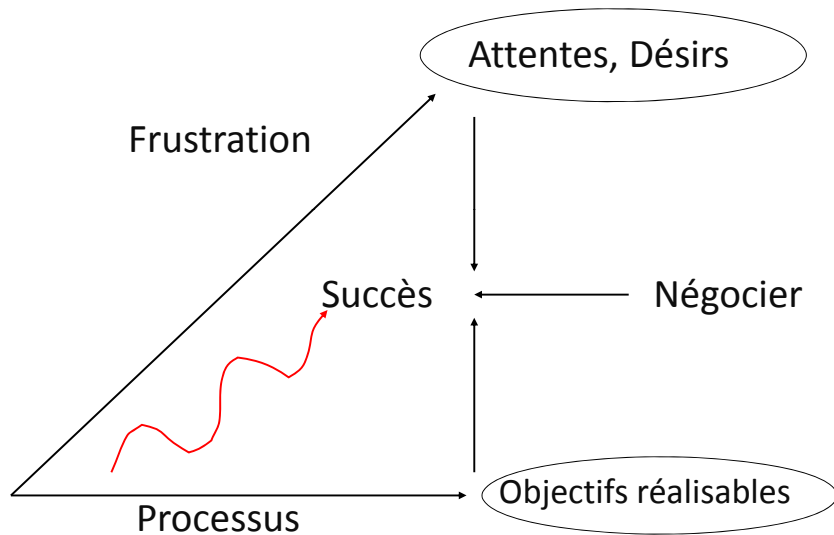 Attentes, Désirs
Frustration
Succès
Négocier
Objectifs réalisables
Processus